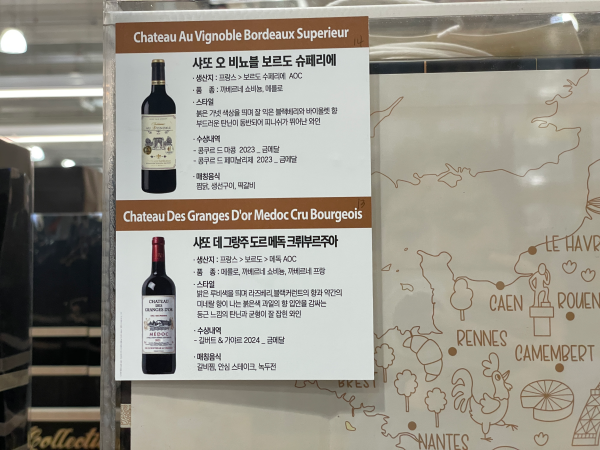 Chateau Au Vignoble Bordeaux Superieur
14
샤또 오 비뇨블 보르도 슈페리에
· 생산지 : 프랑스 > 보르도 수페리에 AOC
· 품 종 : 까베르네 쇼비뇽, 메를로
· 스타일
붉은 가넷 색상을 띄며 잘 익은 블랙베리와 바이올렛 향
부드러운 탄닌이 동반되어 피니쉬가 뛰어난 와인
· 수상내역
- 콩쿠르 드 마콩 2023 _ 금메달
- 콩쿠르 드 페미날리제 2023 _ 금메달
· 매칭음식
찜닭, 생선구이, 떡갈비
Chateau Des Granges D'or Medoc Cru Bourgeois
샤또 데 그랑주 도르 메독 크뤼부르주아
· 생산지 : 프랑스 > 보르도 > 메독 AOC
· 품 종 : 메를로, 까베르네 쇼비뇽, 까베르네 프랑
· 스타일
밝은 루비색을 띄며 라즈베리,블랙커런트의 향과 약간의
미네랄 향이 나는 붉은색 과일의 향 입안을 감싸는
둥근 느낌의 탄닌과 균형이 잘 잡힌 와인
· 수상내역
- 길버트 & 가이르 2024 _ 금메달
· 매칭음식
갈비찜, 안심 스테이크, 녹두전
CHATEAU
DES
GRANGES D'OR
MEDOC
LE HAVR
CAEN
ROUEN
RENNES
CAMEMBERT
BREST
NANTES
Collecti